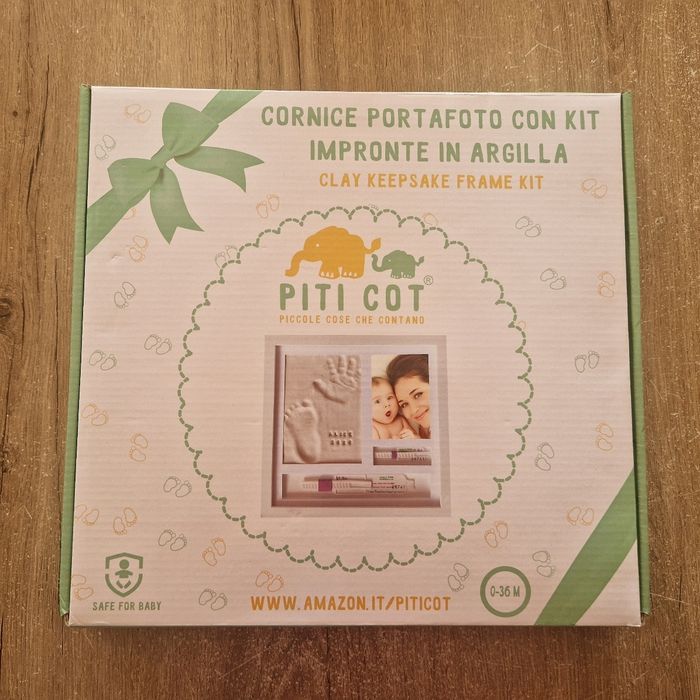 CORNICE PORTAFOTO CON KIT
IMPRONTE IN ARGILLA
CLAY KEEPSAKE FRAME KIT
PITI COT®
PICCOLE COSE CHE CONTANO
SAFE FOR BABY
WWW.AMAZON.IT/PITICOT
0-36 M